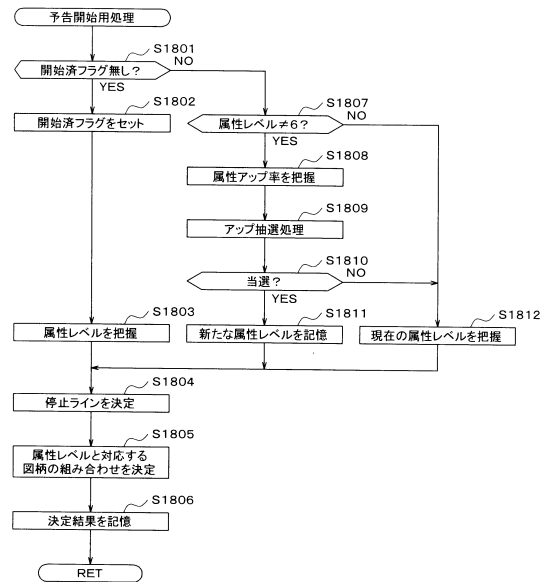 予告開始用処理
S1801
開始済フラグ無し?
NO
YES
S1802
開始済フラグをセット
S1807
属性レベル≠6?
NO
YES
S1808
属性アップ率を把握
S1809
アップ抽選処理
S1810
当選?
NO
YES
S1803
属性レベルを把握
S1811
新たな属性レベルを記憶
S1812
現在の属性レベルを把握
S1804
停止ラインを決定
S1805
属性レベルと対応する
図柄の組み合わせを決定
S1806
決定結果を記憶
RET